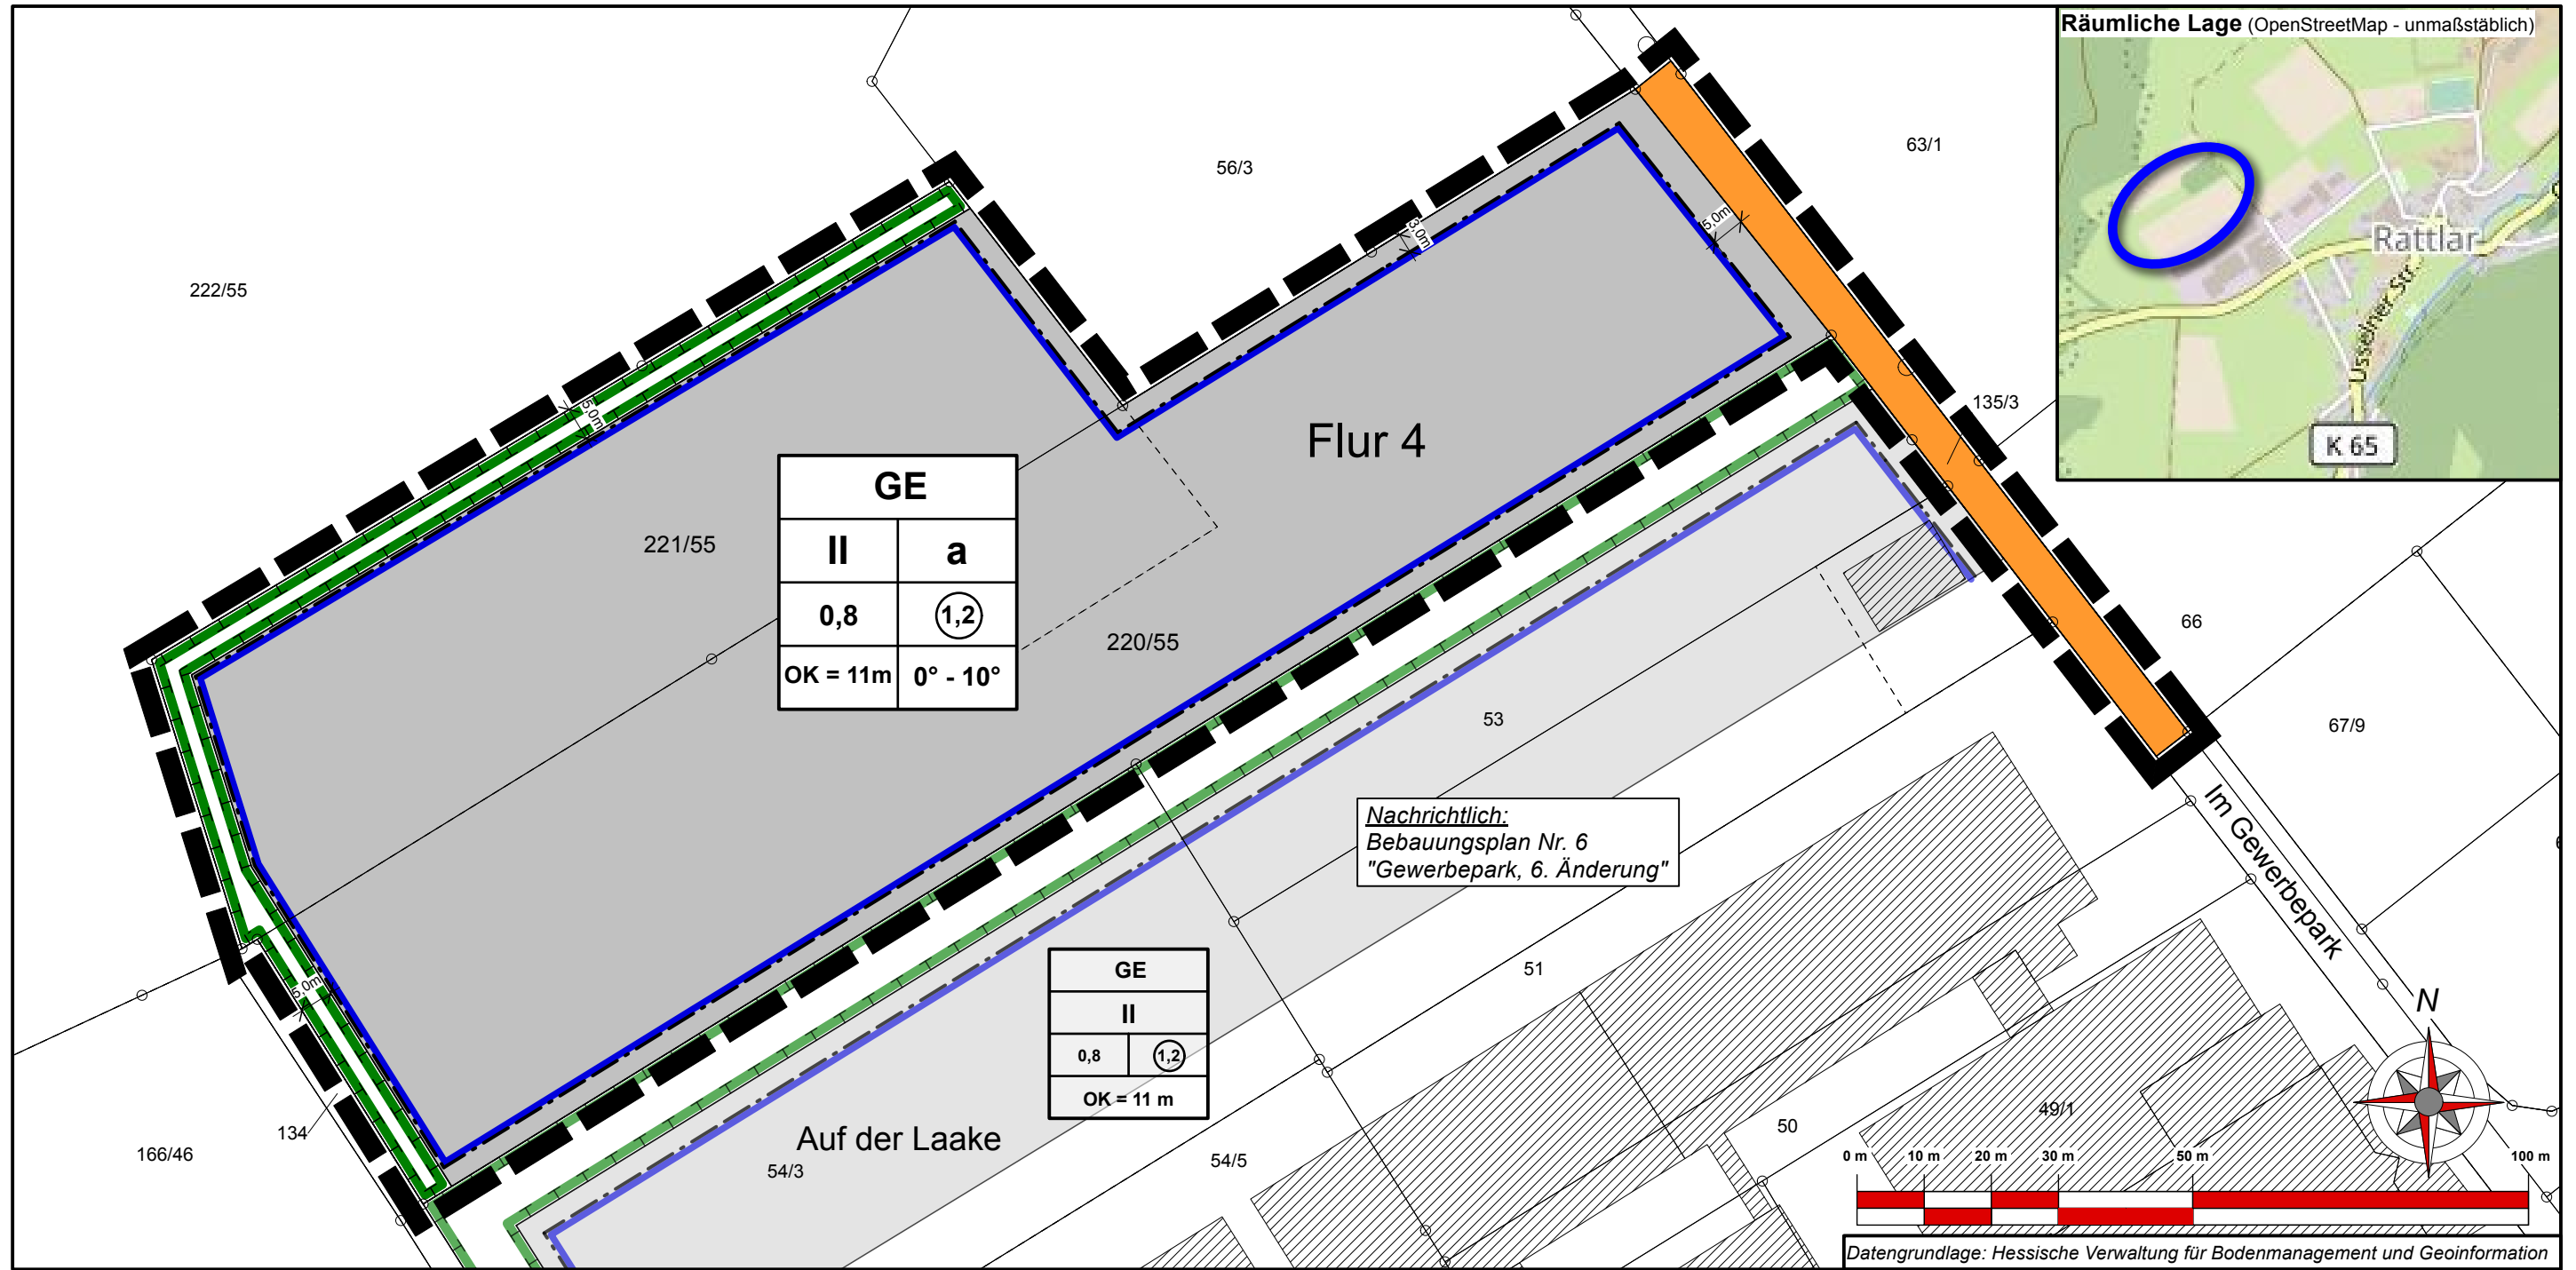 Räumliche Lage (OpenStreetMap - unmaßstäblich)
Rattlar
Usselner Str.
K 65
56/3
63/1
222/55
3,0m
5,0m
5,0m
135/3
Flur 4
GE
II a
0,8 1,2
OK = 11m 0° - 10°
221/55
220/55
66
53
67/9
Nachrichtlich:
Bebauungsplan Nr. 6
"Gewerbepark, 6. Änderung"
Im Gewerbepark
51
5,0m
GE
II
0,8 1,2
OK = 11 m
N
134
166/46
Auf der Laake
54/3
54/5
50
49/1
0 m 10 m 20 m 30 m 50 m 100 m
Datengrundlage: Hessische Verwaltung für Bodenmanagement und Geoinformation